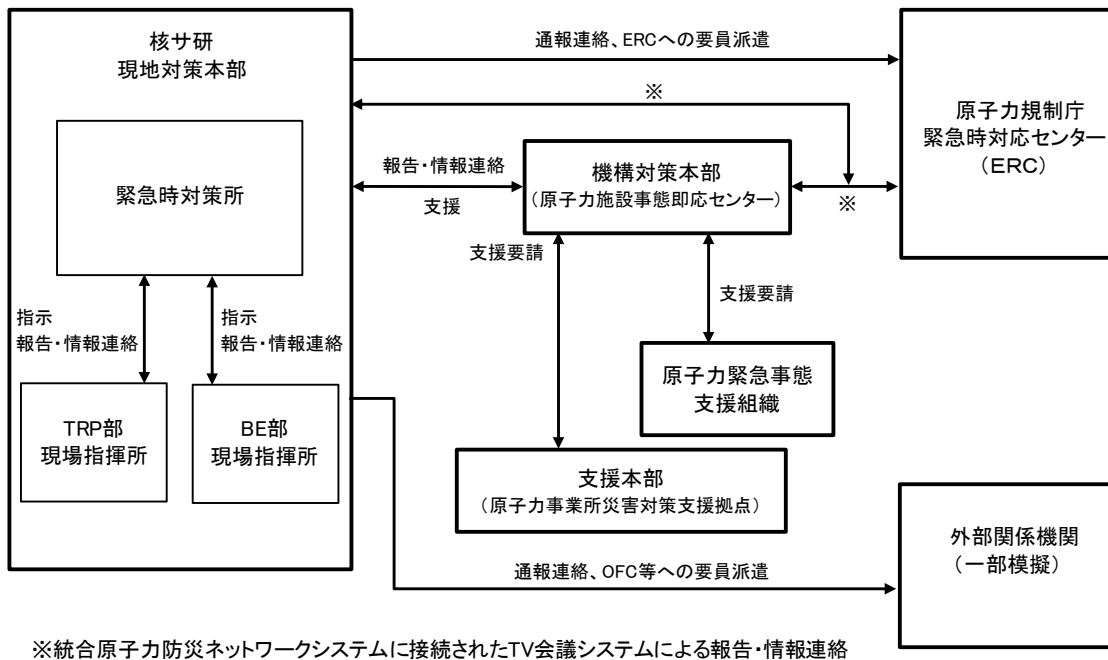 核サ研
現地対策本部
緊急時対策所
指示
報告・情報連絡
指示
報告・情報連絡
TRP部
現場指揮所
BE部
現場指揮所
通報連絡、ERCへの要員派遣
※
報告・情報連絡
支援
機構対策本部
（原子力施設事態即応センター）
※
支援要請
支援要請
原子力緊急事態
支援組織
支援本部
（原子力事業所災害対策支援拠点）
通報連絡、OFC等への要員派遣
原子力規制庁
緊急時対応センター
（ERC）
外部関係機関
（一部模擬）
※統合原子力防災ネットワークシステムに接続されたTV会議システムによる報告・情報連絡